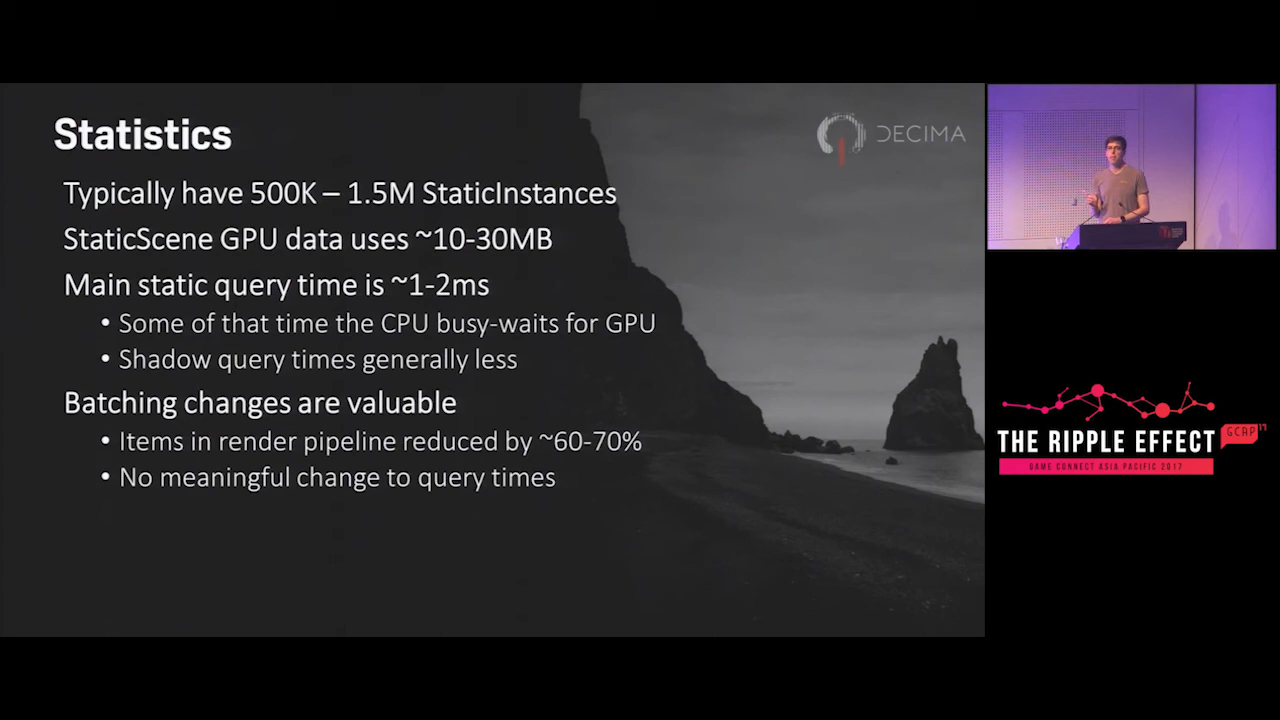 Statistics
DECIMA
Typically have 500K – 1.5M StaticInstances
StaticScene GPU data uses ~10-30MB
Main static query time is ~1-2ms
• Some of that time the CPU busy-waits for GPU
• Shadow query times generally less
Batching changes are valuable
• Items in render pipeline reduced by ~60-70%
• No meaningful change to query times
THE RIPPLE EFFECT
GCAP'17
GAME CONNECT ASIA PACIFIC 2017